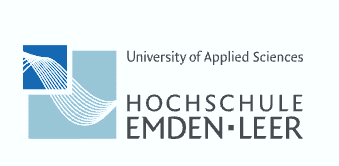 University of Applied Sciences
HOCHSCHULE
EMDEN▪LEER